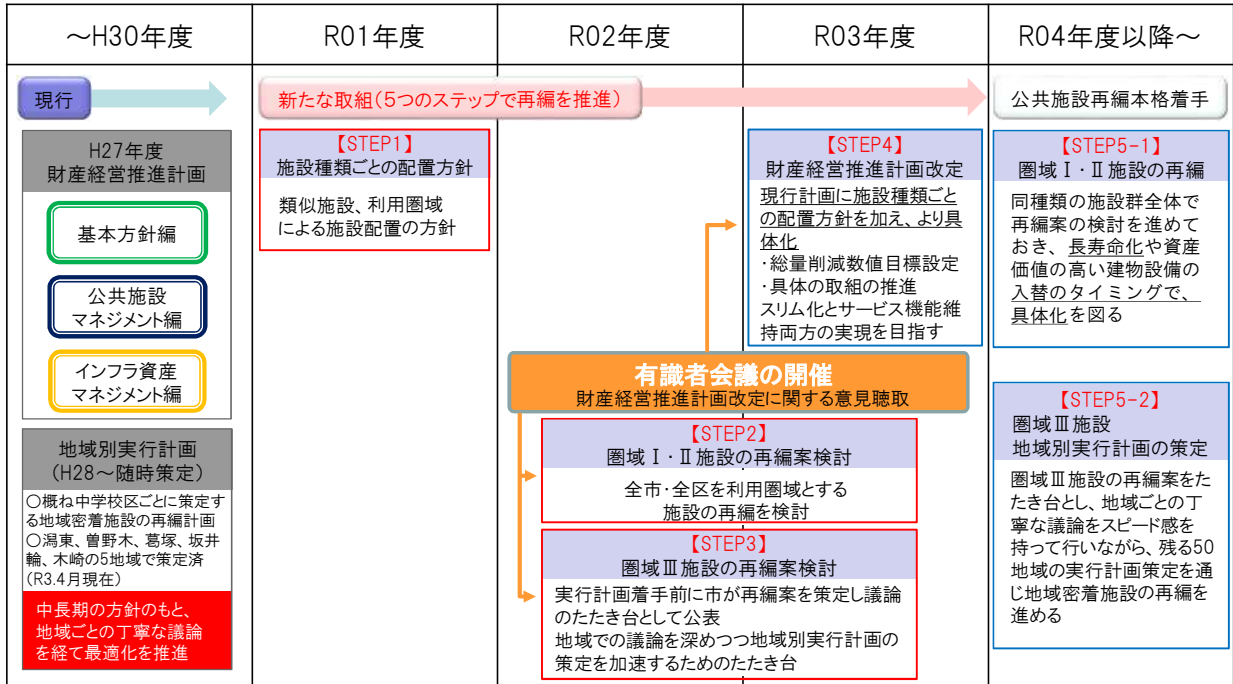 ～H30年度
R01年度
R02年度
R03年度
R04年度以降～
現行
新たな取組(５つのステップで再編を推進)
公共施設再編本格着手
H27年度
財産経営推進計画
基本方針編
公共施設
マネジメント編
インフラ資産
マネジメント編
地域別実行計画
(H28～随時策定)
○概ね中学校区ごとに策定す
る地域密着施設の再編計画
○潟東、曽野木、葛塚、坂井
輪、木崎の5地域で策定済
(R3.4月現在)
中長期の方針のもと、
地域ごとの丁寧な議論
を経て最適化を推進
【STEP1】
施設種類ごとの配置方針
類似施設、利用圏域
による施設配置の方針
【STEP4】
財産経営推進計画改定
現行計画に施設種類ご
との配置方針を加え、より具
体化
・総量削減数値目標設定
・具体の取組の推進
スリム化とサービス機能維
持両方の実現を目指す
有識者会議の開催
財産経営推進計画改定に関する意見聴取
【STEP2】
圏域Ⅰ・Ⅱ施設の再編案検討
全市・全区を利用圏域とする
施設の再編を検討
【STEP3】
圏域Ⅲ施設の再編案検討
実行計画着手前に市が再編案を策定し議論
のたたき台として公表
地域での議論を深めつつ地域別実行計画の
策定を加速するためのたたき台
【STEP5-1】
圏域Ⅰ・Ⅱ施設の再編
同種類の施設群全体で
再編案の検討を進めて
おき、長寿命化や資産
価値の高い建物設備の
入替のタイミングで、
具体化を図る
【STEP5-2】
圏域Ⅲ施設
地域別実行計画の策定
圏域Ⅲ施設の再編案をた
たき台とし、地域ごとの丁
寧な議論をスピード感を
持って行いながら、残る50
地域の実行計画策定を通
じ地域密着施設の再編を
進める